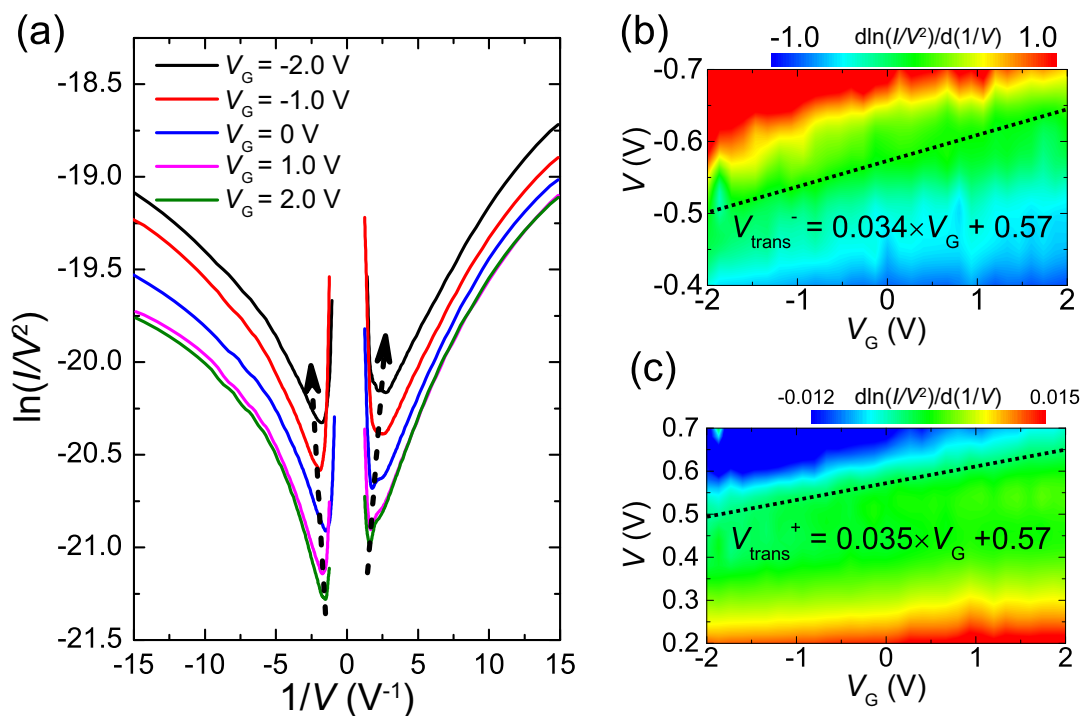 (a)
V_G = -2.0 V
V_G = -1.0 V
V_G = 0 V
V_G = 1.0 V
V_G = 2.0 V
ln(I/V²)
-18.5
-19.0
-19.5
-20.0
-20.5
-21.0
-21.5
-15 -10 -5 0 5 10 15
1/V (V⁻¹)
(b)
-1.0 dln(I/V²)/d(1/V) 1.0
V (V)
-0.7
-0.6
-0.5
-0.4
V_trans⁻ = 0.034×V_G + 0.57
-2 -1 0 1 2
V_G (V)
(c)
-0.012 dln(I/V²)/d(1/V) 0.015
V (V)
0.7
0.6
0.5
0.4
0.3
0.2
V_trans⁺ = 0.035×V_G +0.57
-2 -1 0 1 2
V_G (V)